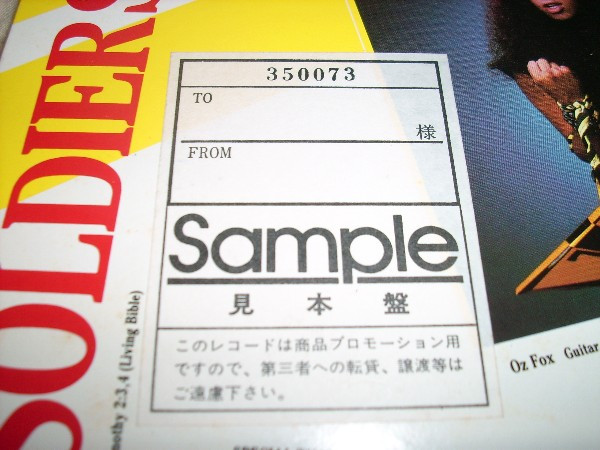 SOLDIERS
mothy 2:3,4 (Living Bible)
350073
TO
様
FROM
Sample
見本盤
このレコードは商品プロモーション用
ですので、第三者への転貸、譲渡等は
ご遠慮下さい。
Oz Fox Guitar